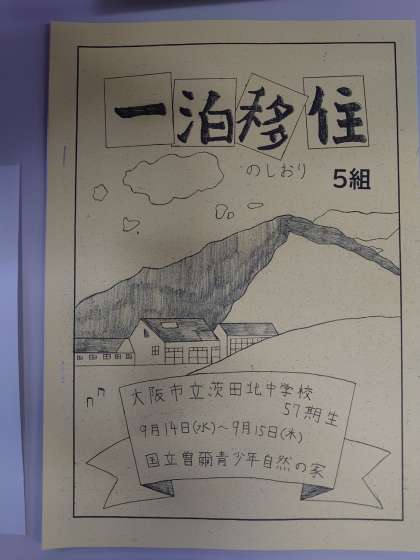 一泊移住
のしおり
5組
大阪市立茨田北中学校
57期生
9月14日(水)～9月15日(木)
国立曽爾青少年自然の家